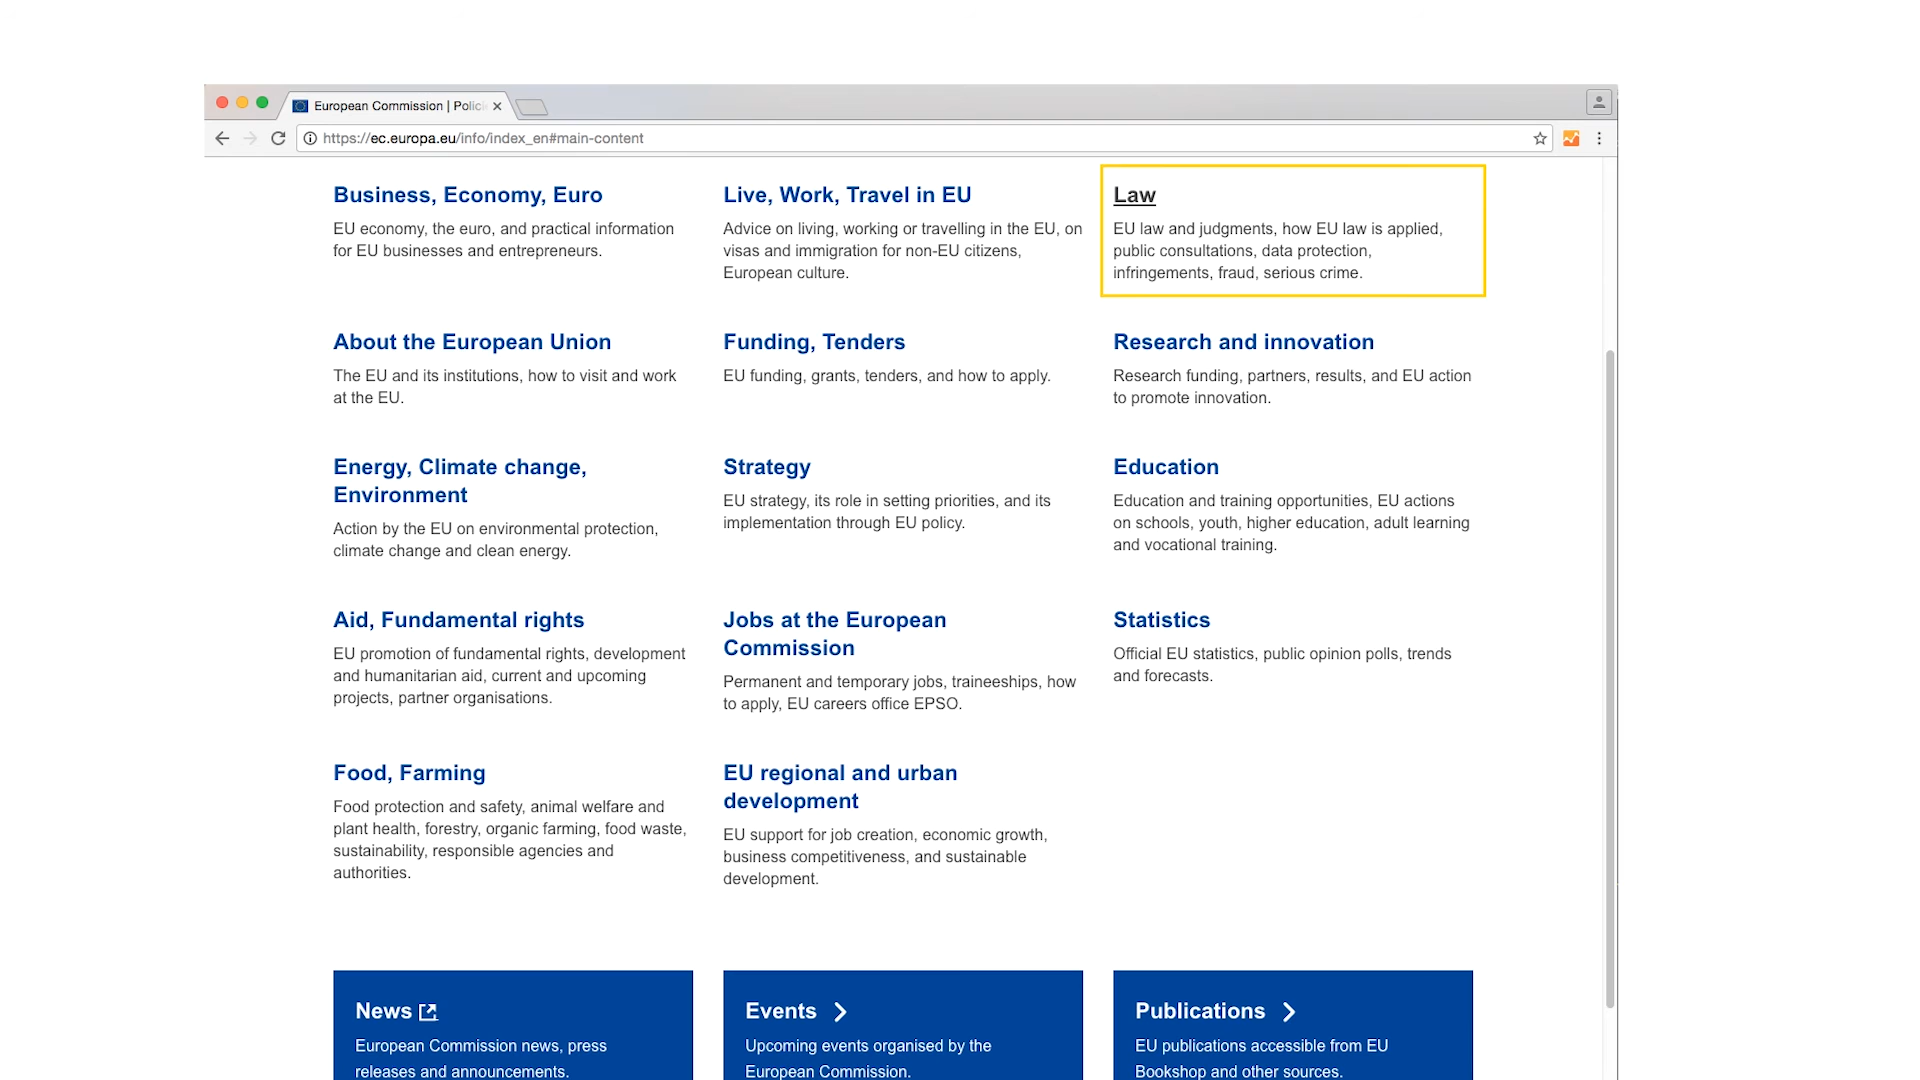 European Commission | Polici
https://ec.europa.eu/info/index_en#main-content
Business, Economy, Euro
EU economy, the euro, and practical information
for EU businesses and entrepreneurs.
Live, Work, Travel in EU
Advice on living, working or travelling in the EU, on
visas and immigration for non-EU citizens,
European culture.
Law
EU law and judgments, how EU law is applied,
public consultations, data protection,
infringements, fraud, serious crime.
About the European Union
The EU and its institutions, how to visit and work
at the EU.
Funding, Tenders
EU funding, grants, tenders, and how to apply.
Research and innovation
Research funding, partners, results, and EU action
to promote innovation.
Energy, Climate change,
Environment
Action by the EU on environmental protection,
climate change and clean energy.
Strategy
EU strategy, its role in setting priorities, and its
implementation through EU policy.
Education
Education and training opportunities, EU actions
on schools, youth, higher education, adult learning
and vocational training.
Aid, Fundamental rights
EU promotion of fundamental rights, development
and humanitarian aid, current and upcoming
projects, partner organisations.
Jobs at the European
Commission
Permanent and temporary jobs, traineeships, how
to apply, EU careers office EPSO.
Statistics
Official EU statistics, public opinion polls, trends
and forecasts.
Food, Farming
Food protection and safety, animal welfare and
plant health, forestry, organic farming, food waste,
sustainability, responsible agencies and
authorities.
EU regional and urban
development
EU support for job creation, economic growth,
business competitiveness, and sustainable
development.
News
European Commission news, press
releases and announcements.
Events
Upcoming events organised by the
European Commission.
Publications
EU publications accessible from EU
Bookshop and other sources.